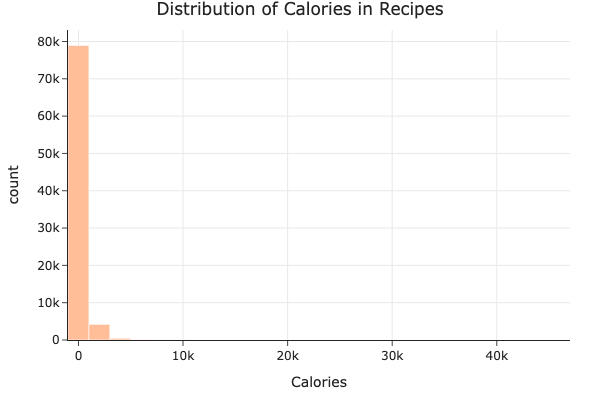 Distribution of Calories in Recipes
80k
70k
60k
50k
40k
30k
20k
10k
0
count
0 10k 20k 30k 40k
Calories